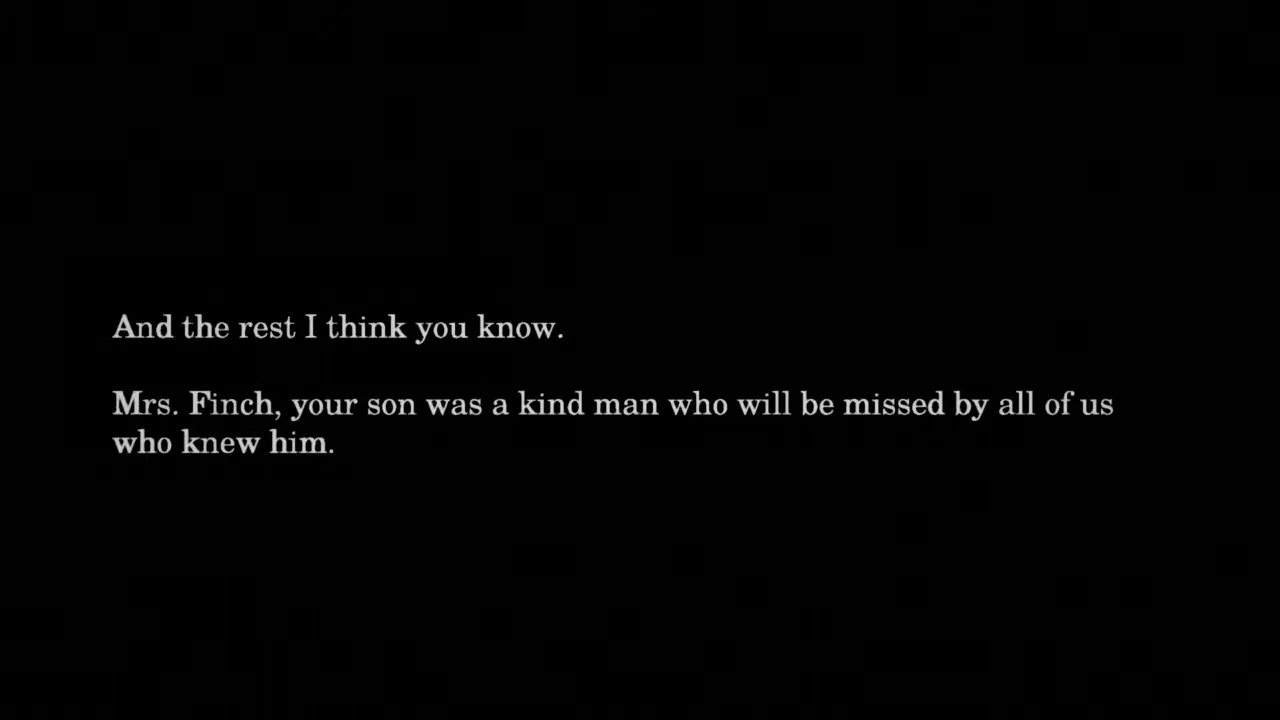 And the rest I think you know.
Mrs. Finch, your son was a kind man who will be missed by all of us
who knew him.